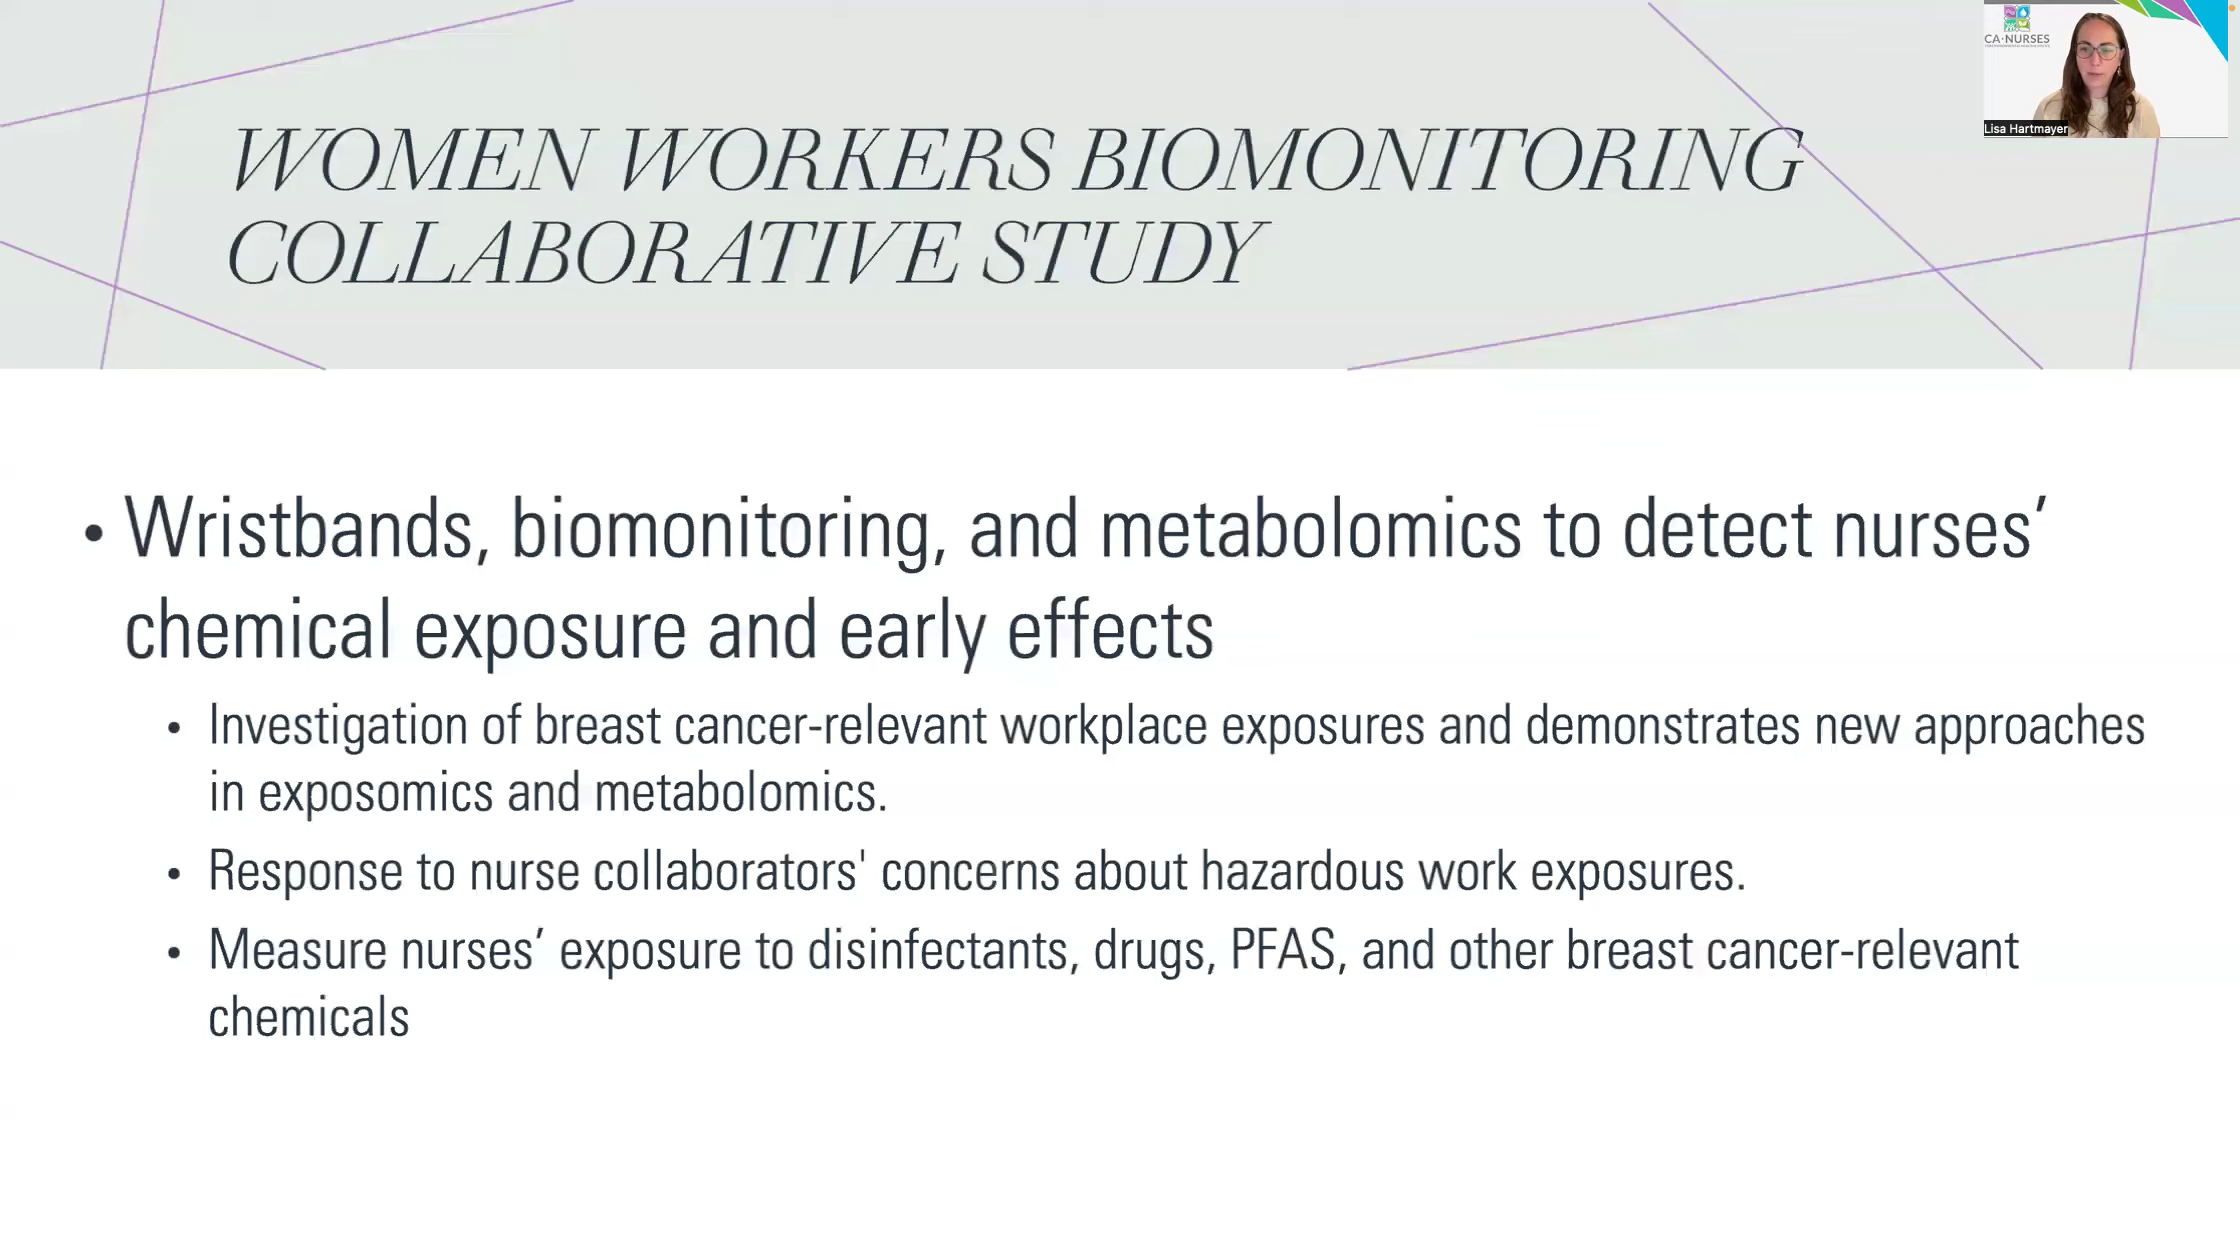 CA·NURSES
Lisa Hartmayer
WOMEN WORKERS BIOMONITORING
COLLABORATIVE STUDY
• Wristbands, biomonitoring, and metabolomics to detect nurses’
chemical exposure and early effects
• Investigation of breast cancer-relevant workplace exposures and demonstrates new approaches
in exposomics and metabolomics.
• Response to nurse collaborators' concerns about hazardous work exposures.
• Measure nurses’ exposure to disinfectants, drugs, PFAS, and other breast cancer-relevant
chemicals